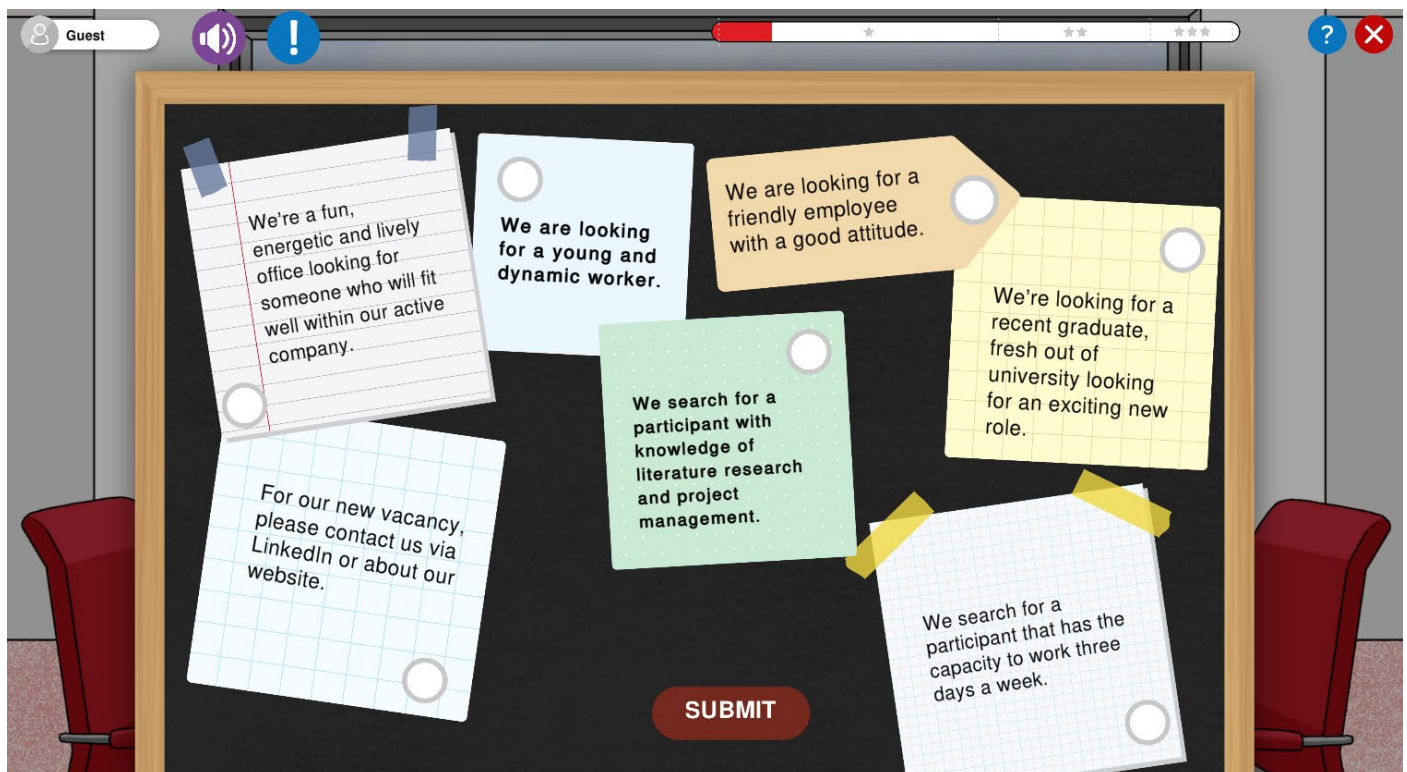 Guest
!
?
We're a fun,
energetic and lively
office looking for
someone who will fit
well within our active
company.
We are looking
for a young and
dynamic worker.
We are looking for a
friendly employee
with a good attitude.
We're looking for a
recent graduate,
fresh out of
university looking
for an exciting new
role.
We search for a
participant with
knowledge of
literature research
and project
management.
For our new vacancy,
please contact us via
LinkedIn or about our
website.
We search for a
participant that has the
capacity to work three
days a week.
SUBMIT